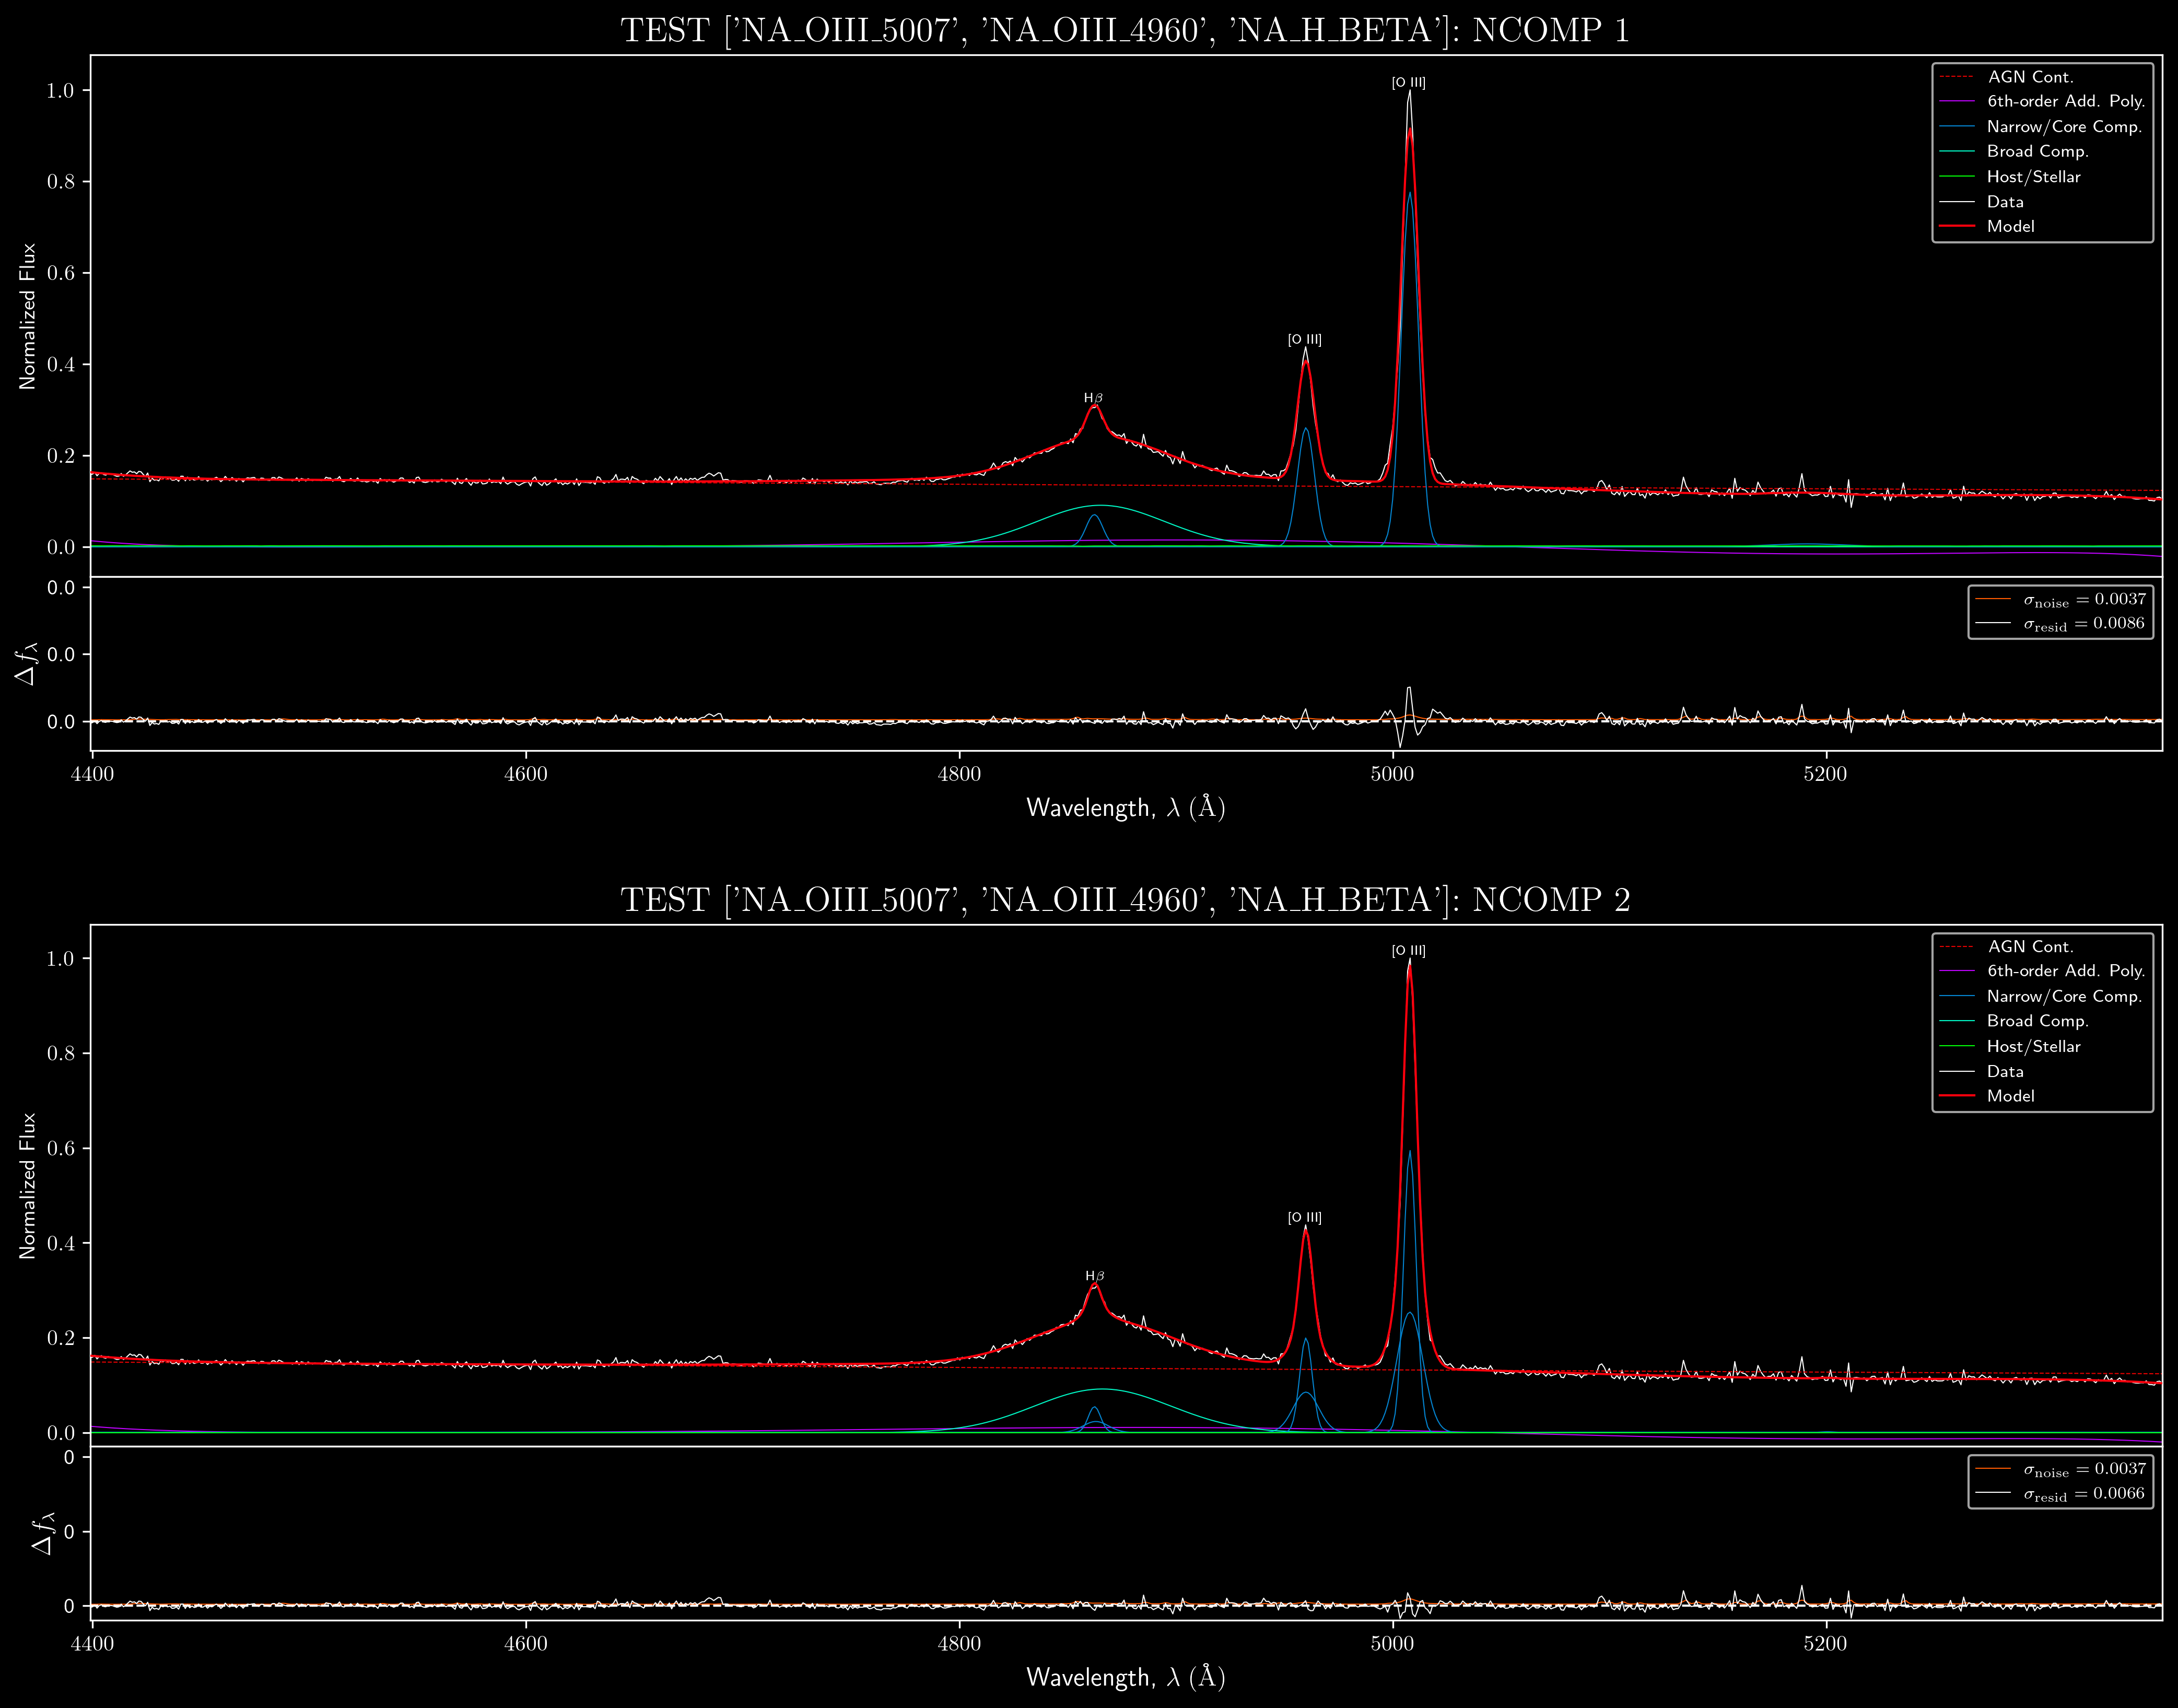 TEST ['NA_OIII_5007', 'NA_OIII_4960', 'NA_H_BETA']: NCOMP 1
1.0
0.8
0.6
0.4
0.2
0.0
Normalized Flux
[O III]
[O III]
Hβ
AGN Cont.
6th-order Add. Poly.
Narrow/Core Comp.
Broad Comp.
Host/Stellar
Data
Model
0.0
0.0
0.0
Δfλ
σnoise = 0.0037
σresid = 0.0086
4400 4600 4800 5000 5200
Wavelength, λ (Å)
TEST ['NA_OIII_5007', 'NA_OIII_4960', 'NA_H_BETA']: NCOMP 2
1.0
0.8
0.6
0.4
0.2
0.0
Normalized Flux
[O III]
[O III]
Hβ
AGN Cont.
6th-order Add. Poly.
Narrow/Core Comp.
Broad Comp.
Host/Stellar
Data
Model
0
0
0
Δfλ
σnoise = 0.0037
σresid = 0.0066
4400 4600 4800 5000 5200
Wavelength, λ (Å)